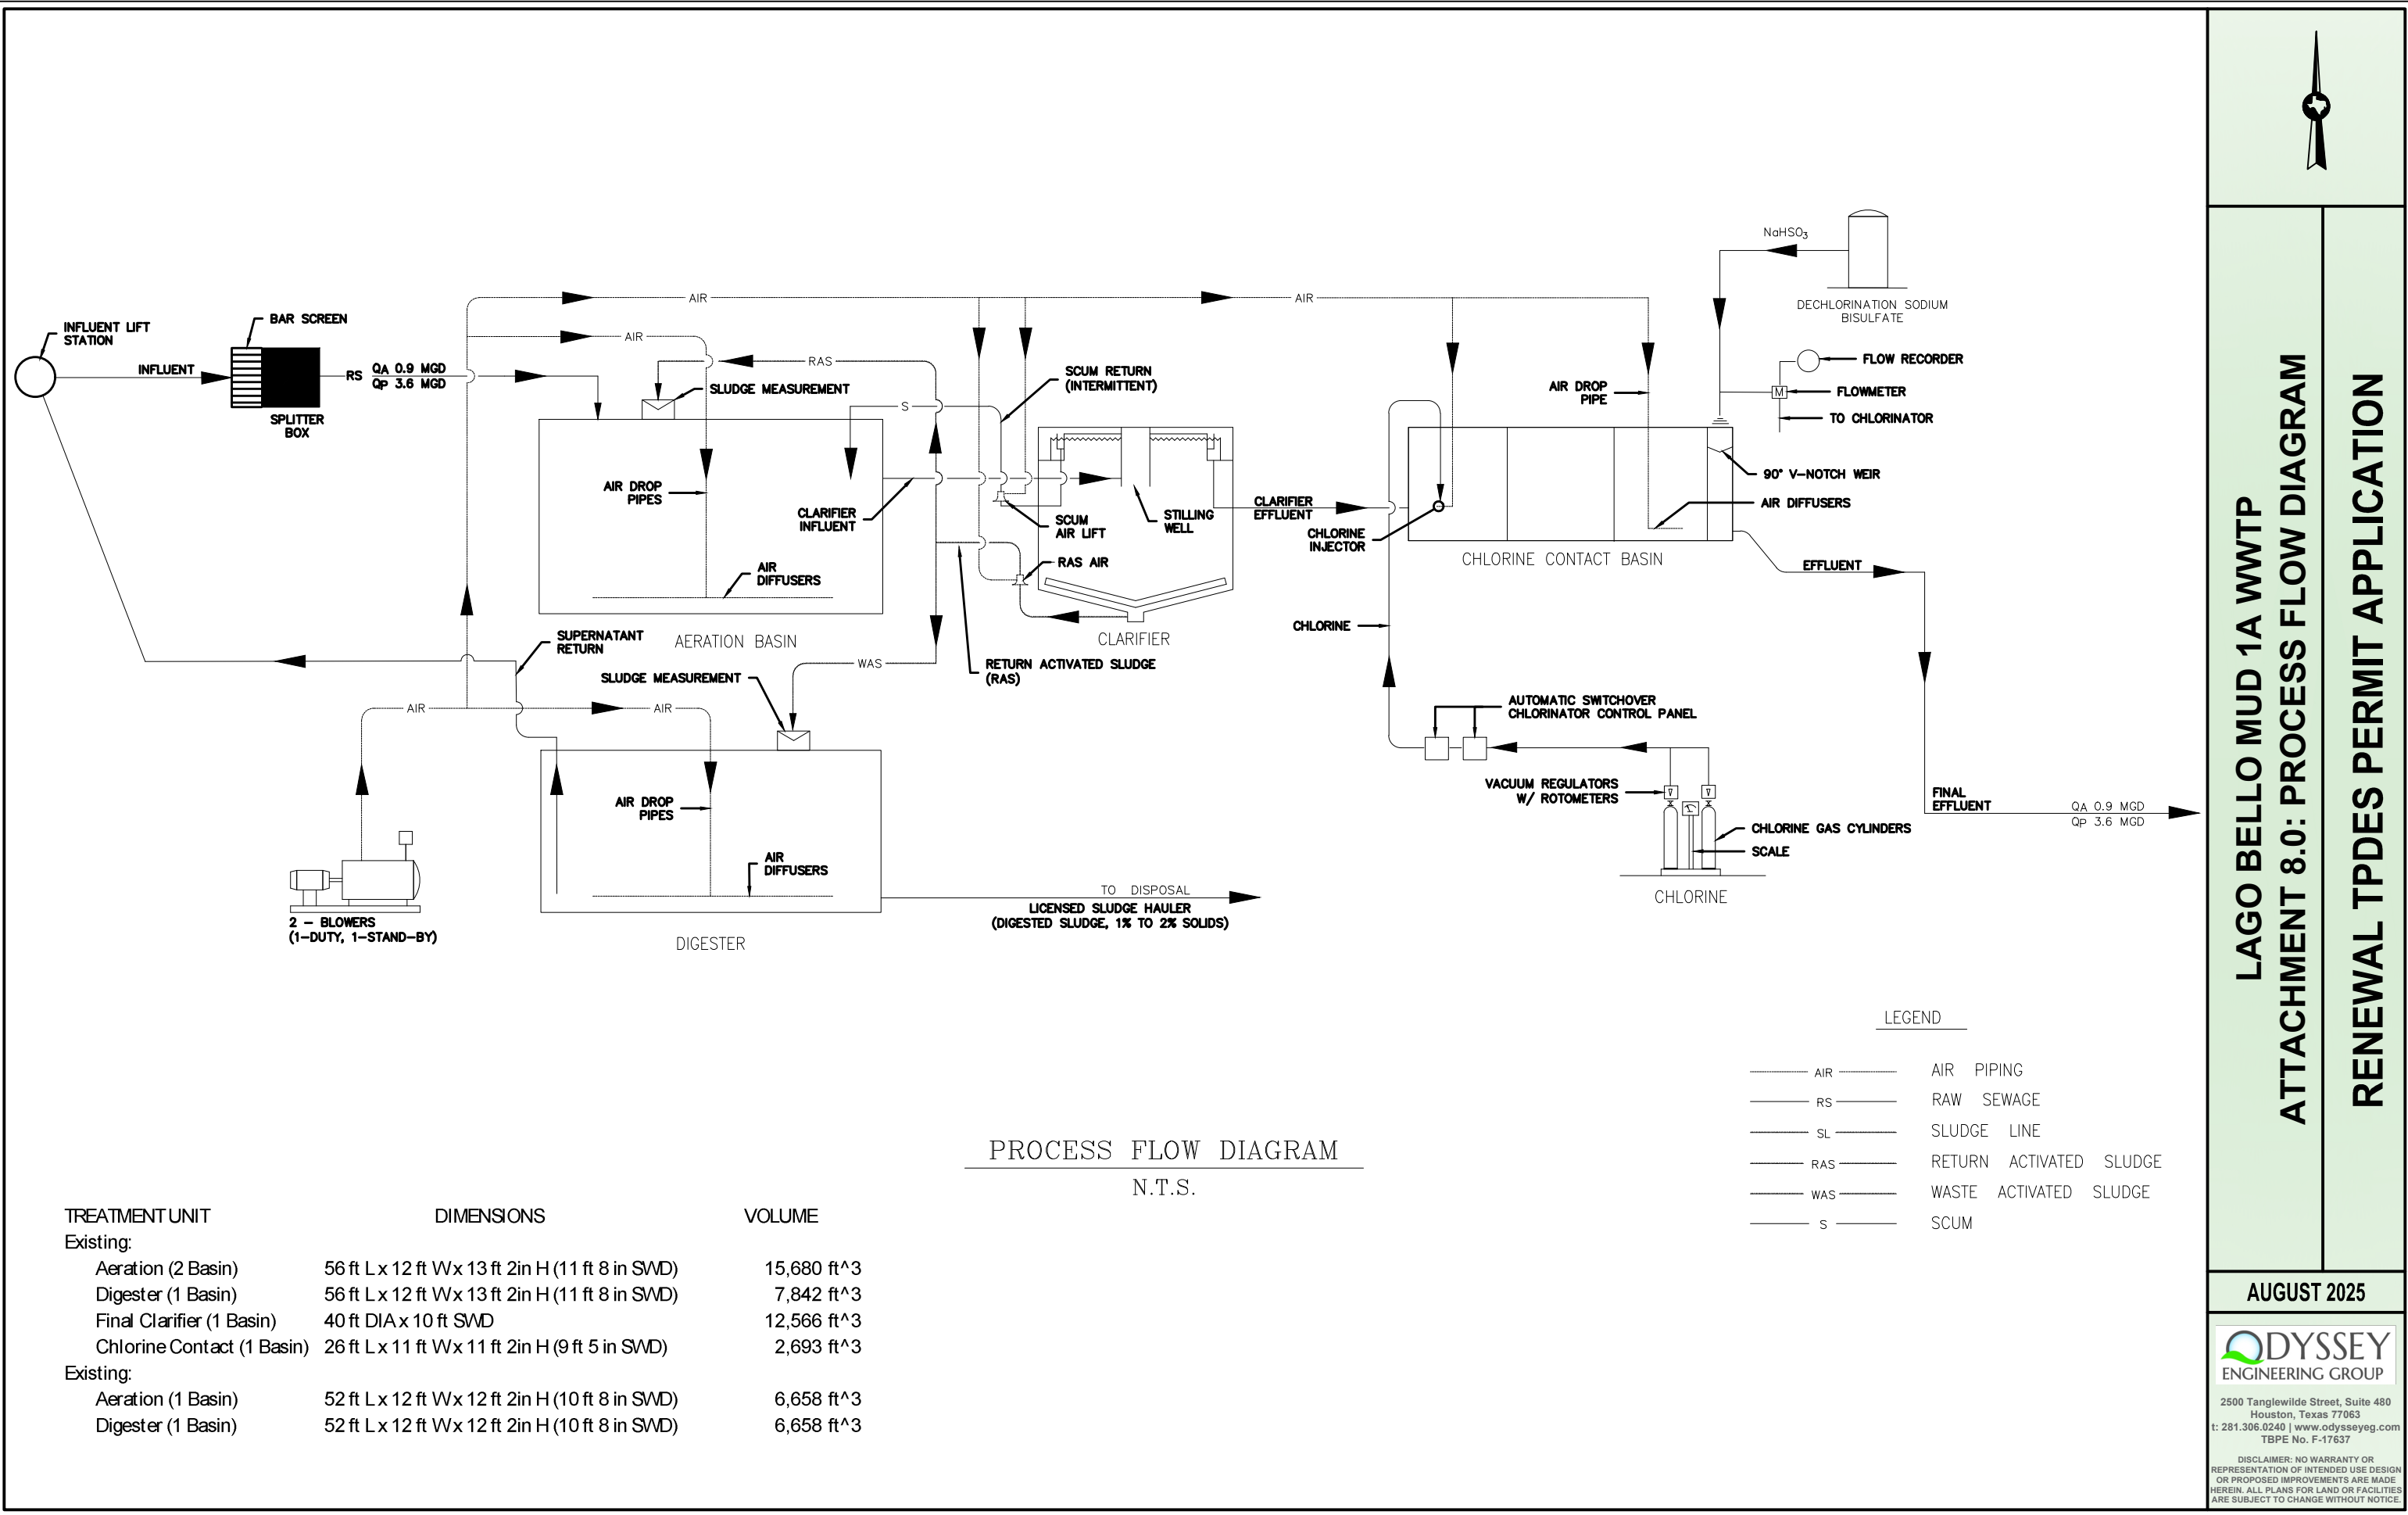 NaHSO3
DECHLORINATION SODIUM
BISULFATE
AIR
AIR
AIR
INFLUENT LIFT
STATION
BAR SCREEN
INFLUENT
RS
QA 0.9 MGD
QP 3.6 MGD
SPLITTER
BOX
RAS
SLUDGE MEASUREMENT
S
SCUM RETURN
(INTERMITTENT)
AIR DROP
PIPE
FLOW RECORDER
M
FLOWMETER
TO CHLORINATOR
90° V-NOTCH WEIR
AIR DIFFUSERS
AIR DROP
PIPES
CLARIFIER
INFLUENT
SCUM
AIR LIFT
STILLING
WELL
CLARIFIER
EFFLUENT
CHLORINE
INJECTOR
RAS AIR
AIR
DIFFUSERS
AERATION BASIN
CLARIFIER
CHLORINE CONTACT BASIN
EFFLUENT
CHLORINE
SUPERNATANT
RETURN
WAS
RETURN ACTIVATED SLUDGE
(RAS)
SLUDGE MEASUREMENT
AIR
AIR
AUTOMATIC SWITCHOVER
CHLORINATOR CONTROL PANEL
VACUUM REGULATORS
W/ ROTOMETERS
AIR DROP
PIPES
AIR
DIFFUSERS
CHLORINE GAS CYLINDERS
SCALE
CHLORINE
FINAL
EFFLUENT
QA 0.9 MGD
QP 3.6 MGD
2 - BLOWERS
(1-DUTY, 1-STAND-BY)
DIGESTER
TO DISPOSAL
LICENSED SLUDGE HAULER
(DIGESTED SLUDGE, 1% TO 2% SOLIDS)
LEGEND
AIR AIR PIPING
RS RAW SEWAGE
SL SLUDGE LINE
RAS RETURN ACTIVATED SLUDGE
WAS WASTE ACTIVATED SLUDGE
S SCUM
PROCESS FLOW DIAGRAM
N.T.S.
TREATMENT UNIT DIMENSIONS VOLUME
Existing:
Aeration (2 Basin) 56 ft L x 12 ft W x 13 ft 2in H (11 ft 8 in SWD) 15,680 ft^3
Digester (1 Basin) 56 ft L x 12 ft W x 13 ft 2in H (11 ft 8 in SWD) 7,842 ft^3
Final Clarifier (1 Basin) 40 ft DIA x 10 ft SWD 12,566 ft^3
Chlorine Contact (1 Basin) 26 ft L x 11 ft W x 11 ft 2in H (9 ft 5 in SWD) 2,693 ft^3
Existing:
Aeration (1 Basin) 52 ft L x 12 ft W x 12 ft 2in H (10 ft 8 in SWD) 6,658 ft^3
Digester (1 Basin) 52 ft L x 12 ft W x 12 ft 2in H (10 ft 8 in SWD) 6,658 ft^3
LAGO BELLO MUD 1A WWTP
ATTACHMENT 8.0: PROCESS FLOW DIAGRAM
RENEWAL TPDES PERMIT APPLICATION
AUGUST 2025
ODYSSEY
ENGINEERING GROUP
2500 Tanglewilde Street, Suite 480
Houston, Texas 77063
t: 281.306.0240 | www.odysseyeg.com
TBPE No. F-17637
DISCLAIMER: NO WARRANTY OR
REPRESENTATION OF INTENDED USE DESIGN
OR PROPOSED IMPROVEMENTS ARE MADE
HEREIN. ALL PLANS FOR LAND OR FACILITIES
ARE SUBJECT TO CHANGE WITHOUT NOTICE.